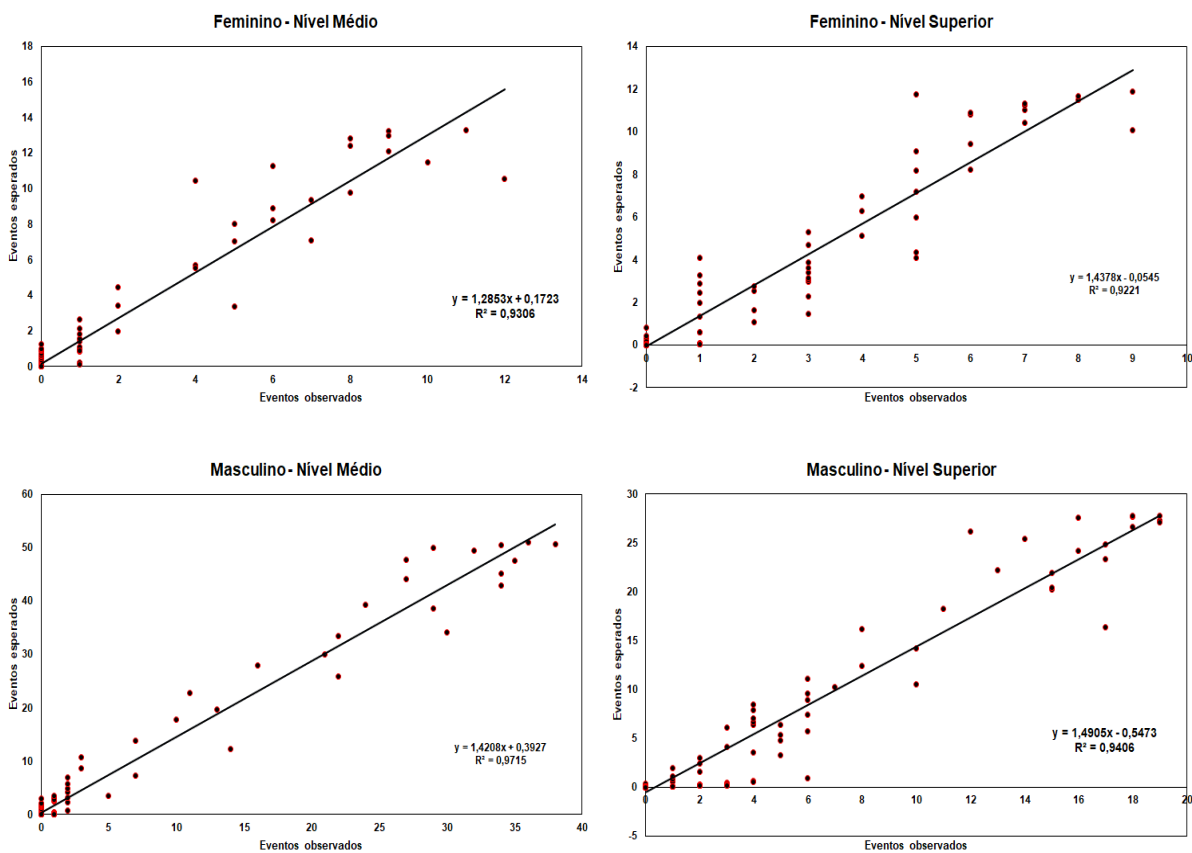 Feminino - Nível Médio
18
16
14
12
10
8
6
4
2
0
Eventos esperados
y = 1,2853x + 0,1723
R² = 0,9306
0 2 4 6 8 10 12 14
Eventos observados
Feminino - Nível Superior
14
12
10
8
6
4
2
0
-2
Eventos esperados
y = 1,4378x - 0,0545
R² = 0,9221
0 1 2 3 4 5 6 7 8 9 10
Eventos observados
Masculino - Nível Médio
60
50
40
30
20
10
0
Eventos esperados
y = 1,4208x + 0,3927
R² = 0,9715
0 5 10 15 20 25 30 35 40
Eventos observados
Masculino - Nível Superior
30
25
20
15
10
5
0
-5
Eventos esperados
y = 1,4905x - 0,5473
R² = 0,9406
0 2 4 6 8 10 12 14 16 18 20
Eventos observados